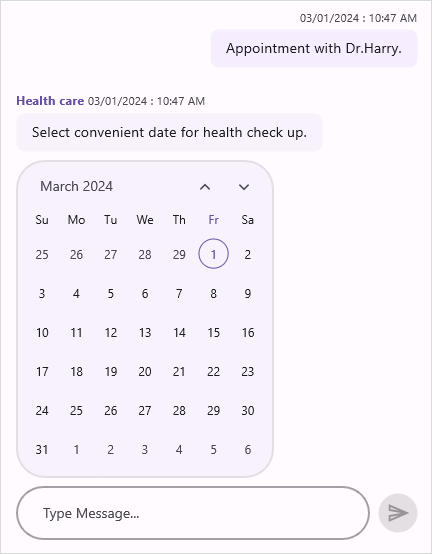 03/01/2024 : 10:47 AM
Appointment with Dr.Harry.
Health care 03/01/2024 : 10:47 AM
Select convenient date for health check up.
March 2024
Su Mo Tu We Th Fr Sa
25 26 27 28 29 1 2
3 4 5 6 7 8 9
10 11 12 13 14 15 16
17 18 19 20 21 22 23
24 25 26 27 28 29 30
31 1 2 3 4 5 6
Type Message...